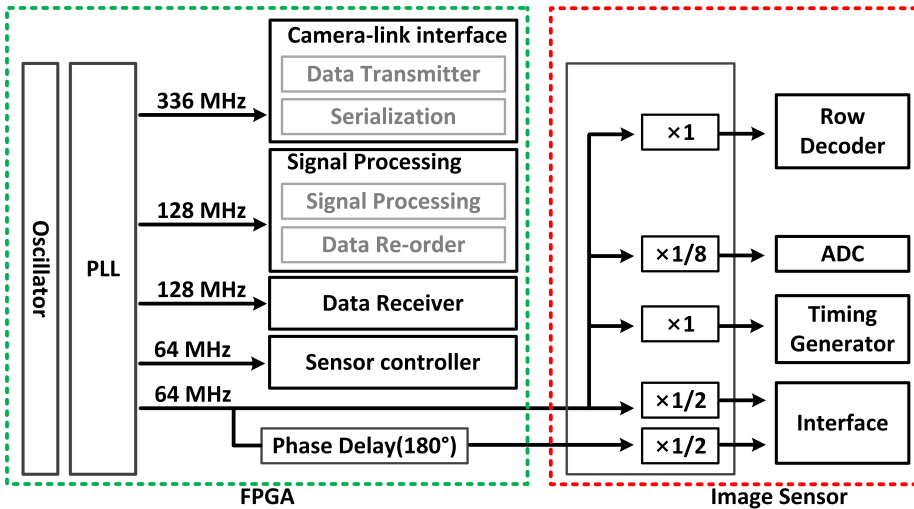 Oscillator
PLL
336 MHz
Camera-link interface
Data Transmitter
Serialization
128 MHz
Signal Processing
Signal Processing
Data Re-order
128 MHz
Data Receiver
64 MHz
Sensor controller
64 MHz
Phase Delay(180°)
FPGA
×1
Row
Decoder
×1/8
ADC
×1
Timing
Generator
×1/2
×1/2
Interface
Image Sensor